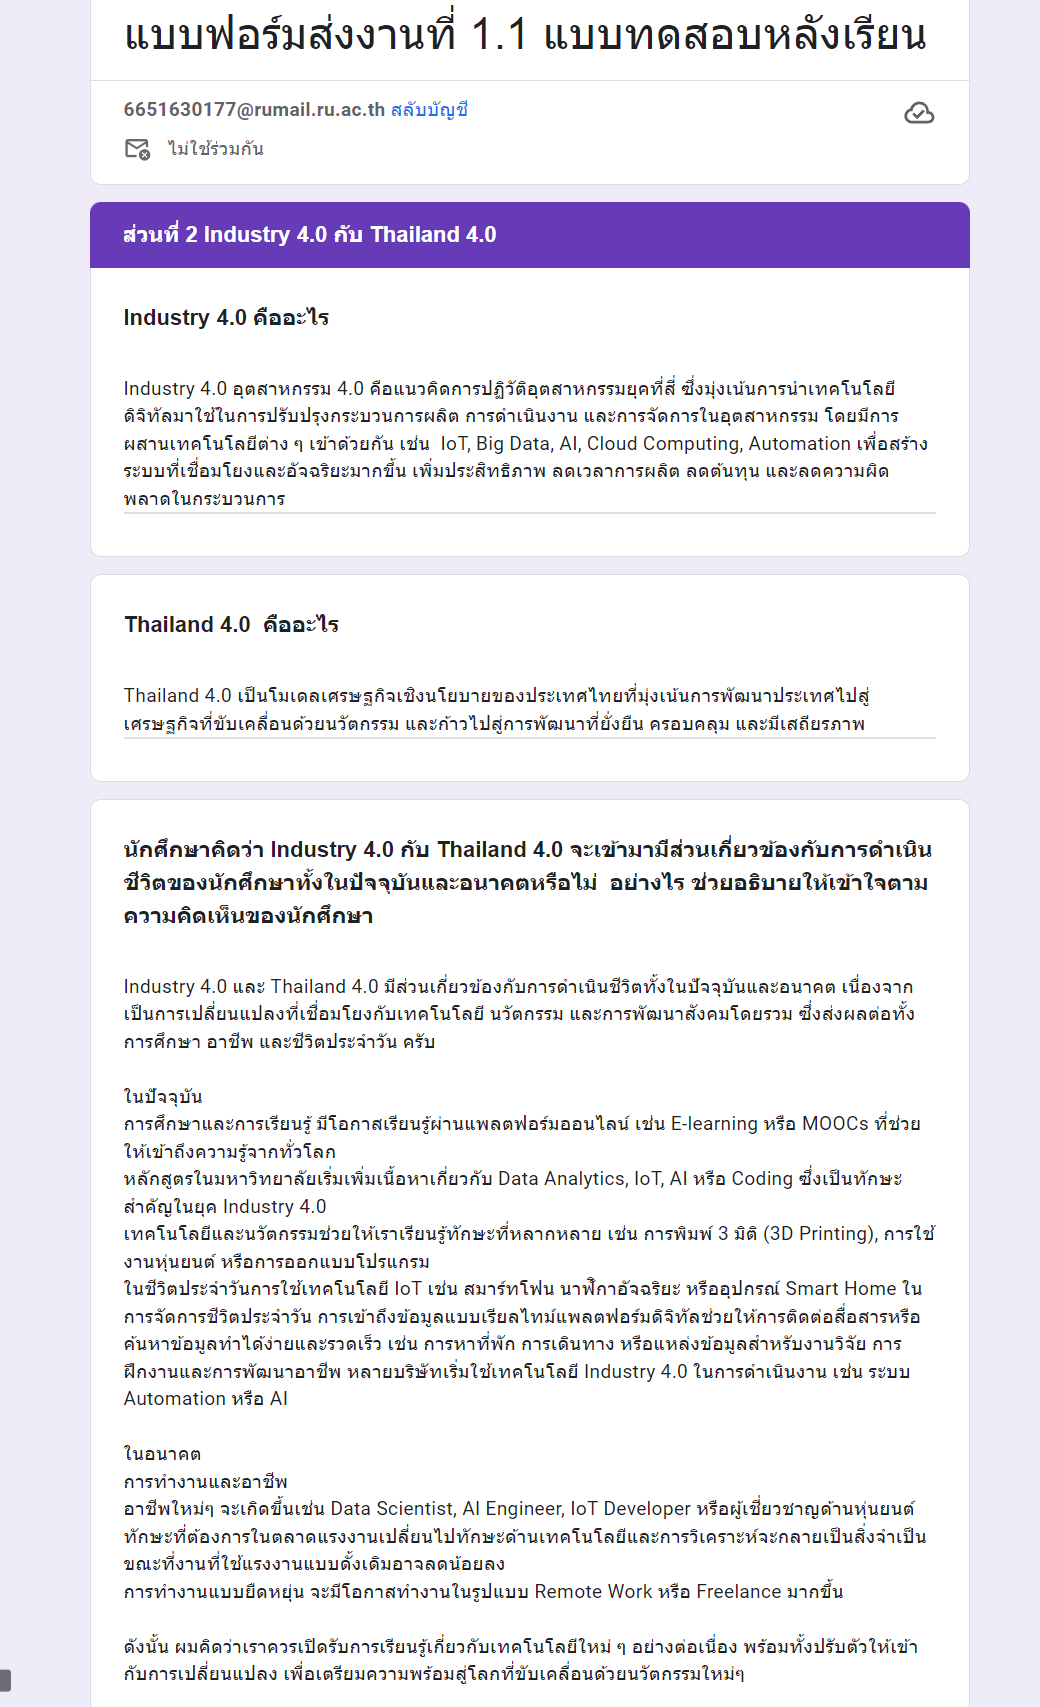 แบบฟอร์มส่งงานที่ 1.1 แบบทดสอบหลังเรียน
6651630177@rumail.ru.ac.th สลับบัญชี
ไม่ใช้ร่วมกัน
ส่วนที่ 2 Industry 4.0 กับ Thailand 4.0
Industry 4.0 คืออะไร
Industry 4.0 อุตสาหกรรม 4.0 คือแนวคิดการปฏิวัติอุตสาหกรรมยุคที่สี่ ซึ่งมุ่งเน้นการนำเทคโนโลยี
ดิจิทัลมาใช้ในการปรับปรุงกระบวนการผลิต การดำเนินงาน และการจัดการในอุตสาหกรรม โดยมีการ
ผสานเทคโนโลยีต่าง ๆ เข้าด้วยกัน เช่น  IoT, Big Data, AI, Cloud Computing, Automation เพื่อสร้าง
ระบบที่เชื่อมโยงและอัจฉริยะมากขึ้น เพิ่มประสิทธิภาพ ลดเวลาการผลิต ลดต้นทุน และลดความผิด
พลาดในกระบวนการ
Thailand 4.0  คืออะไร
Thailand 4.0 เป็นโมเดลเศรษฐกิจเชิงนโยบายของประเทศไทยที่มุ่งเน้นการพัฒนาประเทศไปสู่
เศรษฐกิจที่ขับเคลื่อนด้วยนวัตกรรม และก้าวไปสู่การพัฒนาที่ยั่งยืน ครอบคลุม และมีเสถียรภาพ
นักศึกษาคิดว่า Industry 4.0 กับ Thailand 4.0 จะเข้ามามีส่วนเกี่ยวข้องกับการดำเนิน
ชีวิตของนักศึกษาทั้งในปัจจุบันและอนาคตหรือไม่  อย่างไร ช่วยอธิบายให้เข้าใจตาม
ความคิดเห็นของนักศึกษา
Industry 4.0 และ Thailand 4.0 มีส่วนเกี่ยวข้องกับการดำเนินชีวิตทั้งในปัจจุบันและอนาคต เนื่องจาก
เป็นการเปลี่ยนแปลงที่เชื่อมโยงกับเทคโนโลยี นวัตกรรม และการพัฒนาสังคมโดยรวม ซึ่งส่งผลต่อทั้ง
การศึกษา อาชีพ และชีวิตประจำวัน ครับ
ในปัจจุบัน
การศึกษาและการเรียนรู้ มีโอกาสเรียนรู้ผ่านแพลตฟอร์มออนไลน์ เช่น E-learning หรือ MOOCs ที่ช่วย
ให้เข้าถึงความรู้จากทั่วโลก
หลักสูตรในมหาวิทยาลัยเริ่มเพิ่มเนื้อหาเกี่ยวกับ Data Analytics, IoT, AI หรือ Coding ซึ่งเป็นทักษะ
สำคัญในยุค Industry 4.0
เทคโนโลยีและนวัตกรรมช่วยให้เราเรียนรู้ทักษะที่หลากหลาย เช่น การพิมพ์ 3 มิติ (3D Printing), การใช้
งานหุ่นยนต์ หรือการออกแบบโปรแกรม
ในชีวิตประจำวันการใช้เทคโนโลยี IoT เช่น สมาร์ทโฟน นาฬิกาอัจฉริยะ หรืออุปกรณ์ Smart Home ใน
การจัดการชีวิตประจำวัน การเข้าถึงข้อมูลแบบเรียลไทม์แพลตฟอร์มดิจิทัลช่วยให้การติดต่อสื่อสารหรือ
ค้นหาข้อมูลทำได้ง่ายและรวดเร็ว เช่น การหาที่พัก การเดินทาง หรือแหล่งข้อมูลสำหรับงานวิจัย การ
ฝึกงานและการพัฒนาอาชีพ หลายบริษัทเริ่มใช้เทคโนโลยี Industry 4.0 ในการดำเนินงาน เช่น ระบบ
Automation หรือ AI
ในอนาคต
การทำงานและอาชีพ
อาชีพใหม่ๆ จะเกิดขึ้นเช่น Data Scientist, AI Engineer, IoT Developer หรือผู้เชี่ยวชาญด้านหุ่นยนต์
ทักษะที่ต้องการในตลาดแรงงานเปลี่ยนไปทักษะด้านเทคโนโลยีและการวิเคราะห์จะกลายเป็นสิ่งจำเป็น
ขณะที่งานที่ใช้แรงงานแบบดั้งเดิมอาจลดน้อยลง
การทำงานแบบยืดหยุ่น จะมีโอกาสทำงานในรูปแบบ Remote Work หรือ Freelance มากขึ้น
ดังนั้น ผมคิดว่าเราควรเปิดรับการเรียนรู้เกี่ยวกับเทคโนโลยีใหม่ ๆ อย่างต่อเนื่อง พร้อมทั้งปรับตัวให้เข้า
กับการเปลี่ยนแปลง เพื่อเตรียมความพร้อมสู่โลกที่ขับเคลื่อนด้วยนวัตกรรมใหม่ๆ